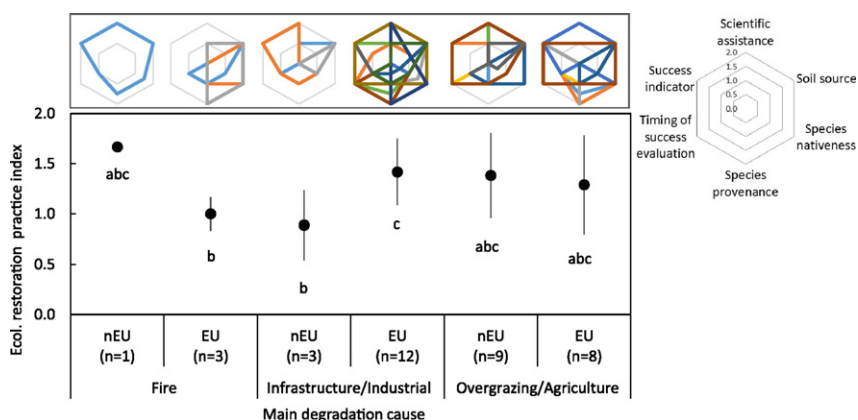 Scientific
assistance
2.0
1.5
1.0
0.5
0.0
Success
indicator
Soil source
Timing of
success
evaluation
Species
nativeness
Species
provenance
Ecol. restoration practice index
2.0
1.5
1.0
0.5
0.0
abc
b
b
c
abc
abc
nEU
(n=1)
EU
(n=3)
nEU
(n=3)
EU
(n=12)
nEU
(n=9)
EU
(n=8)
Fire
Infrastructure/Industrial
Overgrazing/Agriculture
Main degradation cause